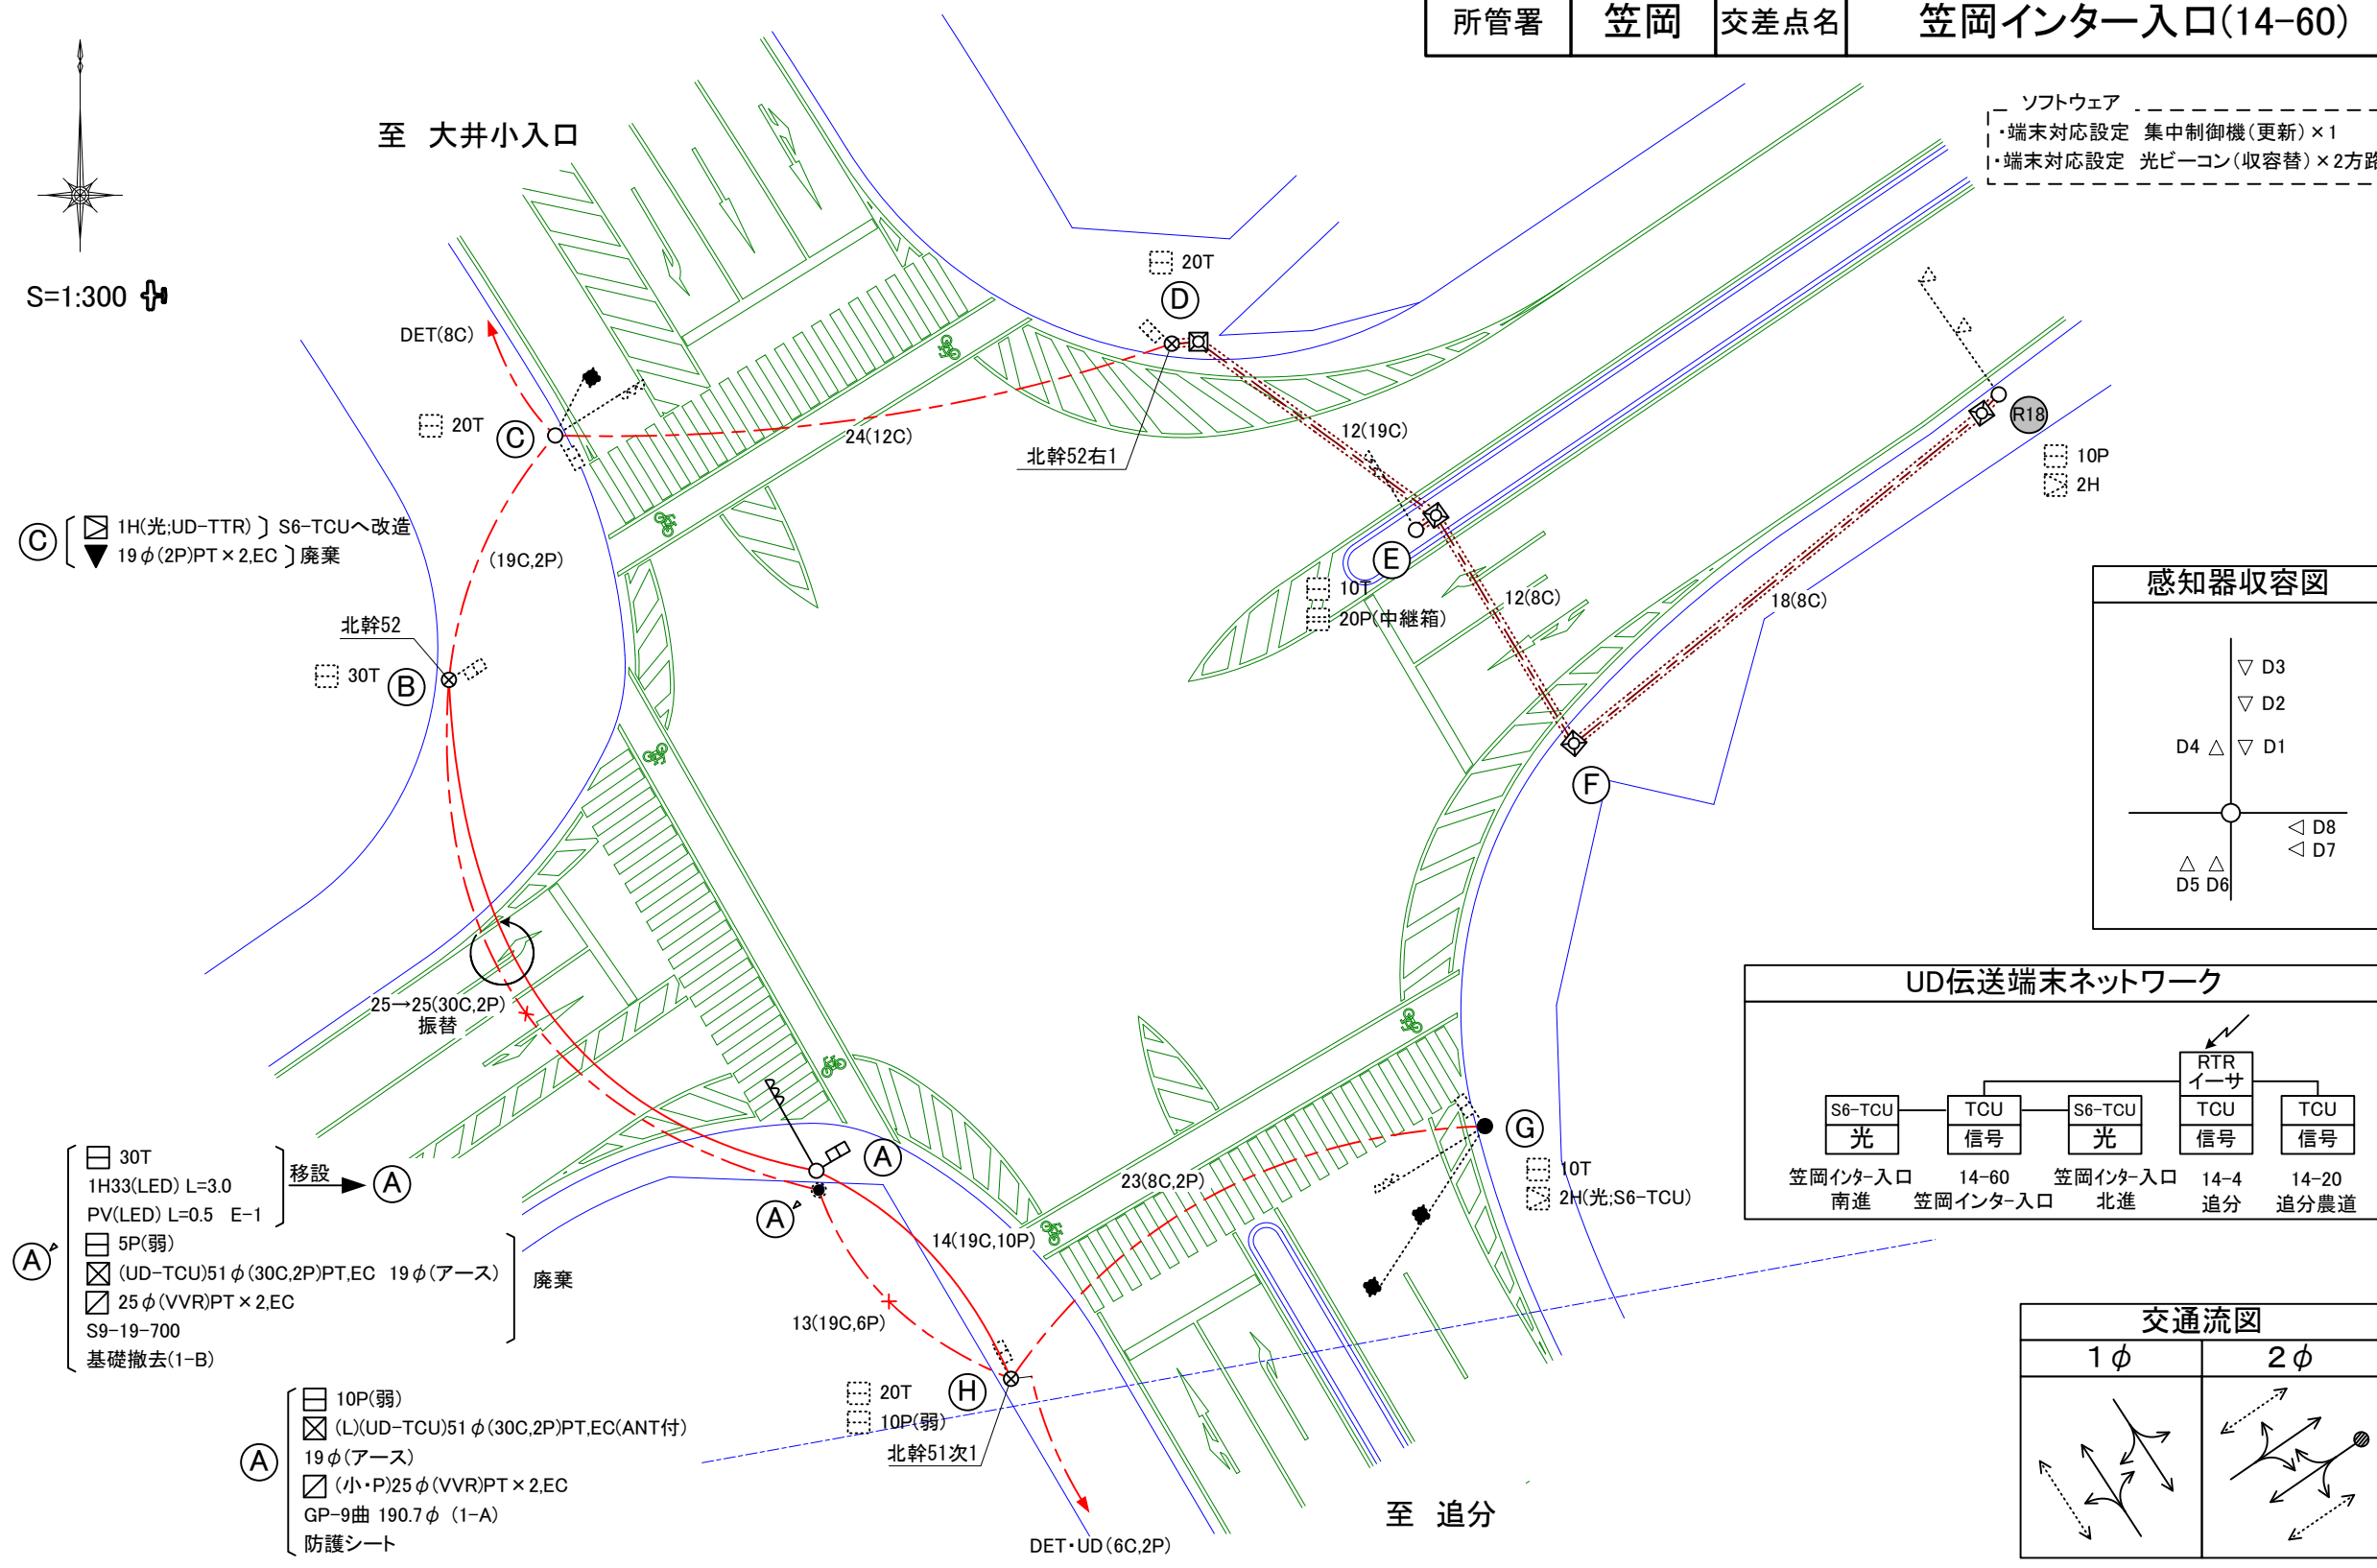 所管署 笠岡 交差点名 笠岡インター入口(14-60)
ソフトウェア
・端末対応設定 集中制御機(更新)×1
・端末対応設定 光ビーコン(収容替)×2方路
至 大井小入口
S=1:300
20T
D
DET(8C)
20T
C
24(12C)
北幹52右1
12(19C)
R18
10P
2H
C
1H(光;UD-TTR) S6-TCUへ改造
19φ(2P)PT×2,EC 廃棄
(19C,2P)
E
10T
20P(中継箱)
12(8C)
18(8C)
北幹52
30T
B
F
感知器収容図
D3
D2
D4
D1
D8
D7
D5 D6
25→25(30C,2P)
振替
UD伝送端末ネットワーク
RTR
イーサ
S6-TCU TCU S6-TCU TCU TCU
光 信号 光 信号 信号
笠岡インター入口 14-60 笠岡インター入口 14-4 14-20
南進 笠岡インター入口 北進 追分 追分農道
A
A'
G
10T
2H(光;S6-TCU)
23(8C,2P)
14(19C,10P)
13(19C,6P)
A'
30T
1H33(LED) L=3.0
PV(LED) L=0.5 E-1
移設
A
5P(弱)
(UD-TCU)51φ(30C,2P)PT,EC 19φ(アース)
25φ(VVR)PT×2,EC
S9-19-700
基礎撤去(1-B)
廃棄
A
10P(弱)
(L)(UD-TCU)51φ(30C,2P)PT,EC(ANT付)
19φ(アース)
(小・P)25φ(VVR)PT×2,EC
GP-9曲 190.7φ (1-A)
防護シート
20T
10P(弱)
H
北幹51次1
DET・UD(6C,2P)
至 追分
交通流図
1φ 2φ